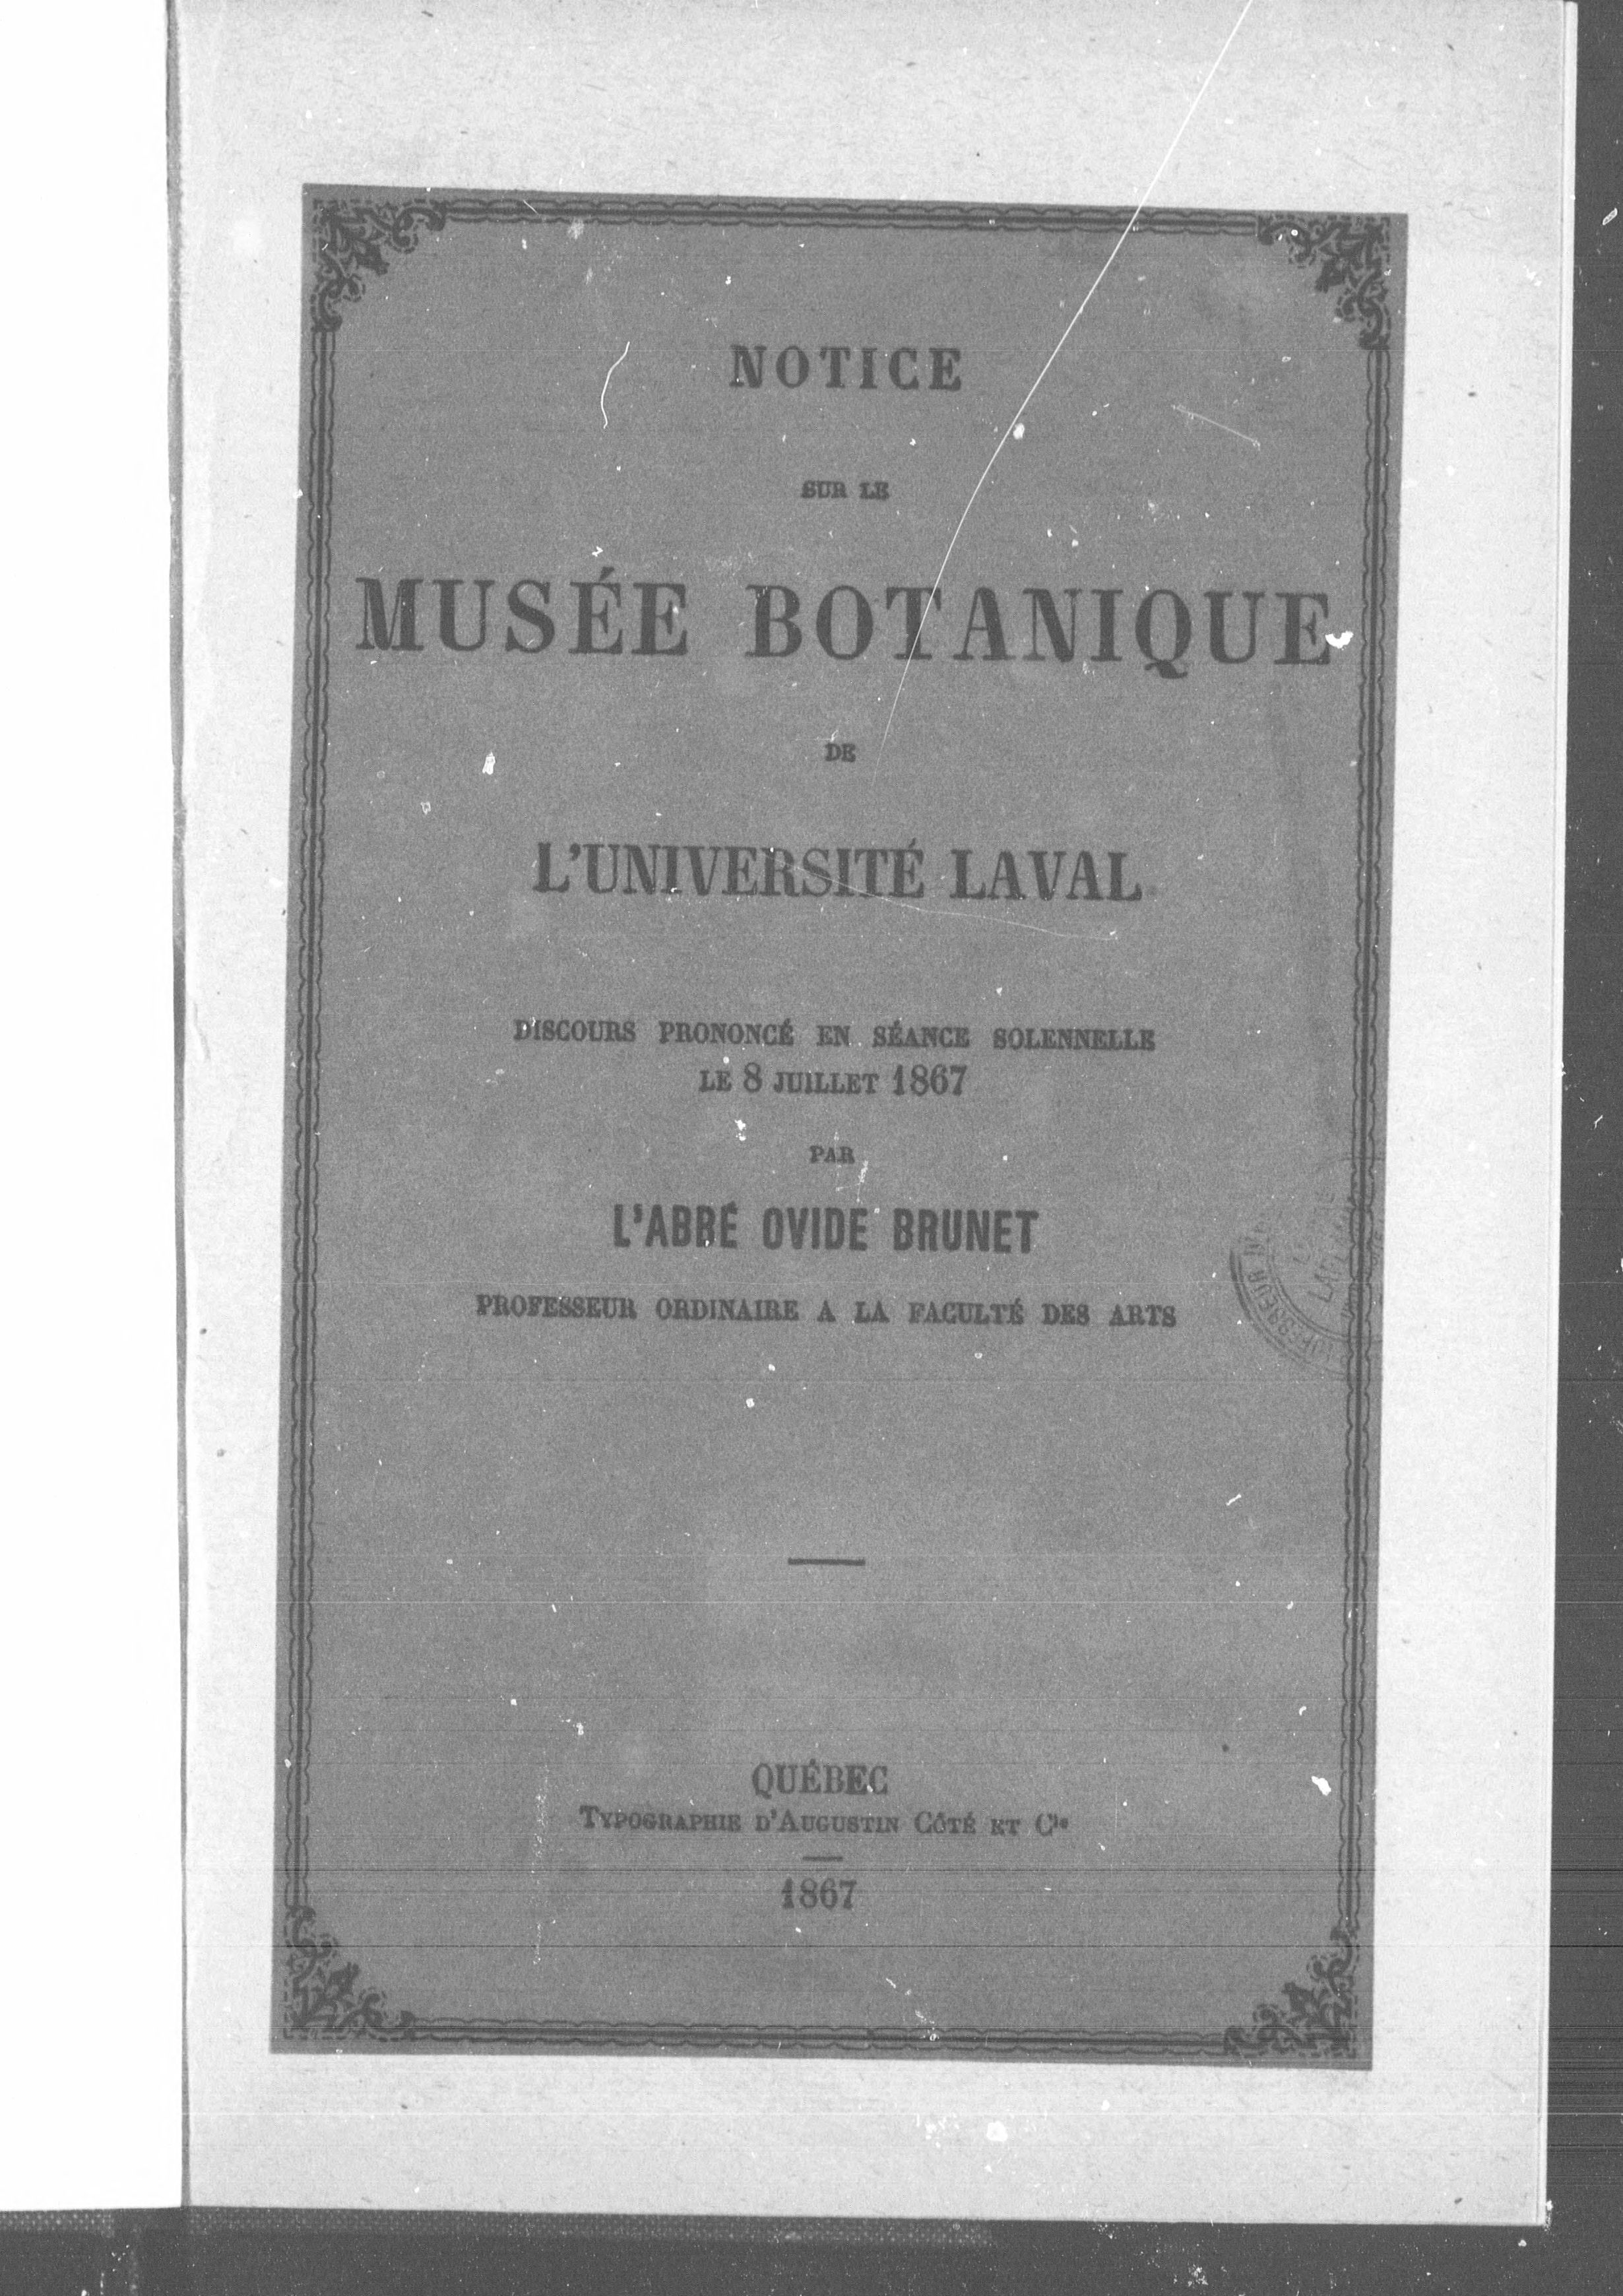 NOTICE
SUR LE
MUSÉE BOTANIQUE
DE
L'UNIVERSITÉ LAVAL
DISCOURS PRONONCÉ EN SÉANCE SOLENNELLE
LE 8 JUILLET 1867
PAR
L'ABBÉ OVIDE BRUNET
PROFESSEUR ORDINAIRE A LA FACULTÉ DES ARTS
QUÉBEC
TYPOGRAPHIE D'AUGUSTIN CÔTÉ ET Cie
1867